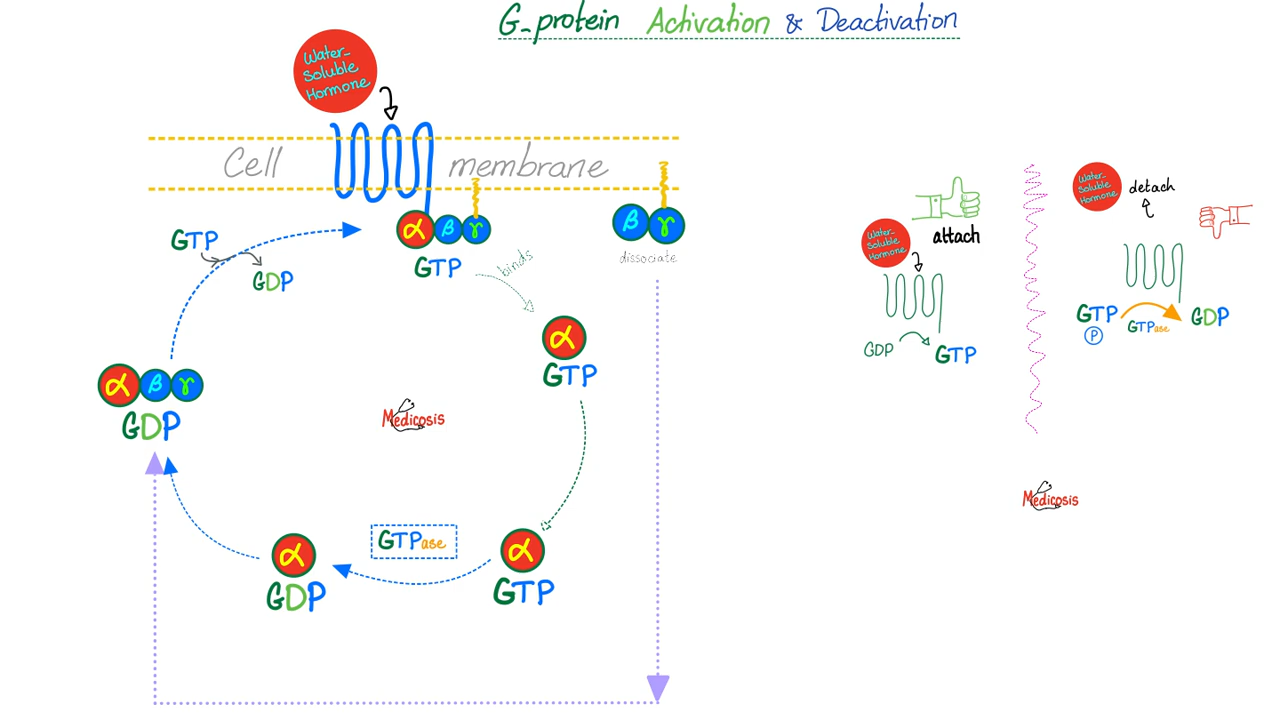 G-protein Activation & Deactivation
Water-
Soluble
Hormone
Cell membrane
α β γ
GTP
β γ
dissociate
GTP
GDP
binds
α
GTP
α β γ
GDP
Medicosis
GTPase
α
GDP
α
GTP
attach
Water-
Soluble
Hormone
GDP
GTP
Water-
Soluble
Hormone
detach
GTP
P
GTPase
GDP
Medicosis